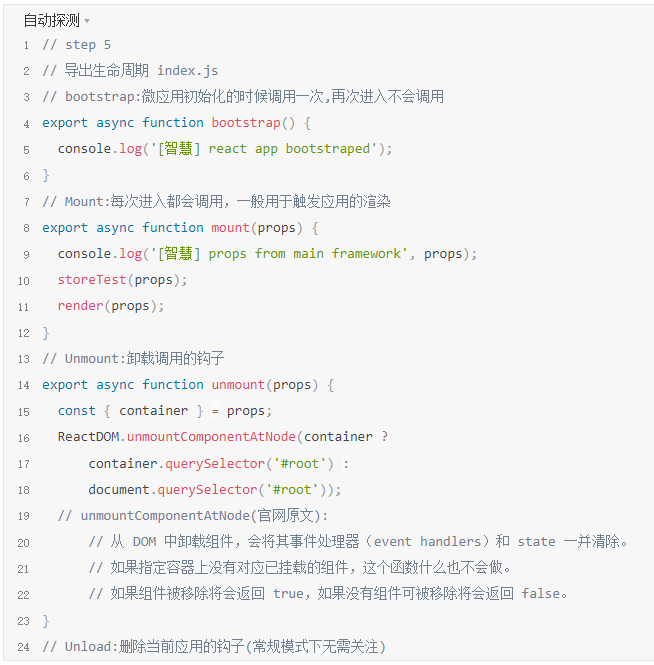 自动探测
1 // step 5
2 // 导出生命周期 index.js
3 // bootstrap:微应用初始化的时候调用一次,再次进入不会调用
4 export async function bootstrap() {
5   console.log('[智慧] react app bootstraped');
6 }
7 // Mount:每次进入都会调用，一般用于触发应用的渲染
8 export async function mount(props) {
9   console.log('[智慧] props from main framework', props);
10   storeTest(props);
11   render(props);
12 }
13 // Unmount:卸载调用的钩子
14 export async function unmount(props) {
15   const { container } = props;
16   ReactDOM.unmountComponentAtNode(container ?
17       container.querySelector('#root') :
18       document.querySelector('#root'));
19   // unmountComponentAtNode(官网原文):
20       // 从 DOM 中卸载组件，会将其事件处理器（event handlers）和 state 一并清除。
21       // 如果指定容器上没有对应已挂载的组件，这个函数什么也不会做。
22       // 如果组件被移除将会返回 true，如果没有组件可被移除将会返回 false。
23 }
24 // Unload:删除当前应用的钩子(常规模式下无需关注)